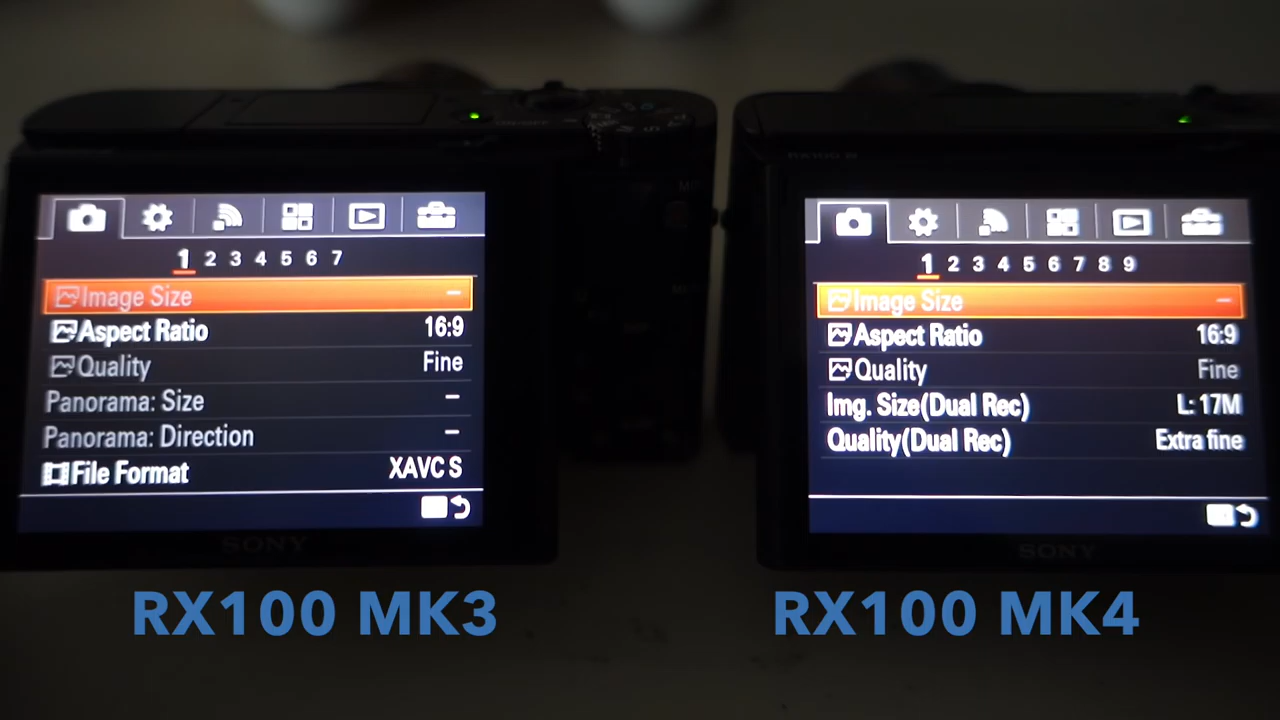 1 2 3 4 5 6 7
Image Size –
Aspect Ratio 16:9
Quality Fine
Panorama: Size –
Panorama: Direction –
File Format XAVC S
SONY
RX100 MK3
1 2 3 4 5 6 7 8 9
Image Size –
Aspect Ratio 16:9
Quality Fine
Img. Size(Dual Rec) L: 17M
Quality(Dual Rec) Extra fine
SONY
RX100 MK4